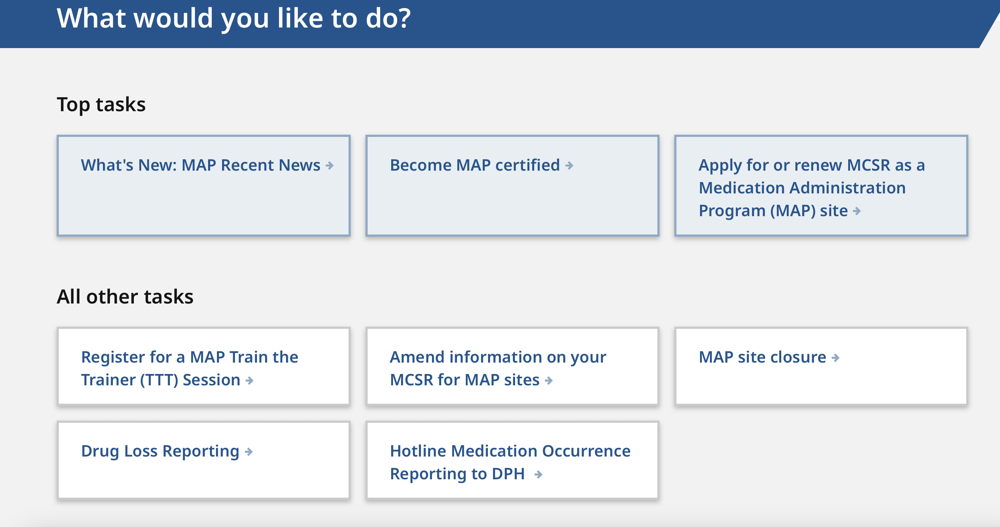 What would you like to do?
Top tasks
What's New: MAP Recent News
Become MAP certified
Apply for or renew MCSR as a
Medication Administration
Program (MAP) site
All other tasks
Register for a MAP Train the
Trainer (TTT) Session
Amend information on your
MCSR for MAP sites
MAP site closure
Drug Loss Reporting
Hotline Medication Occurrence
Reporting to DPH